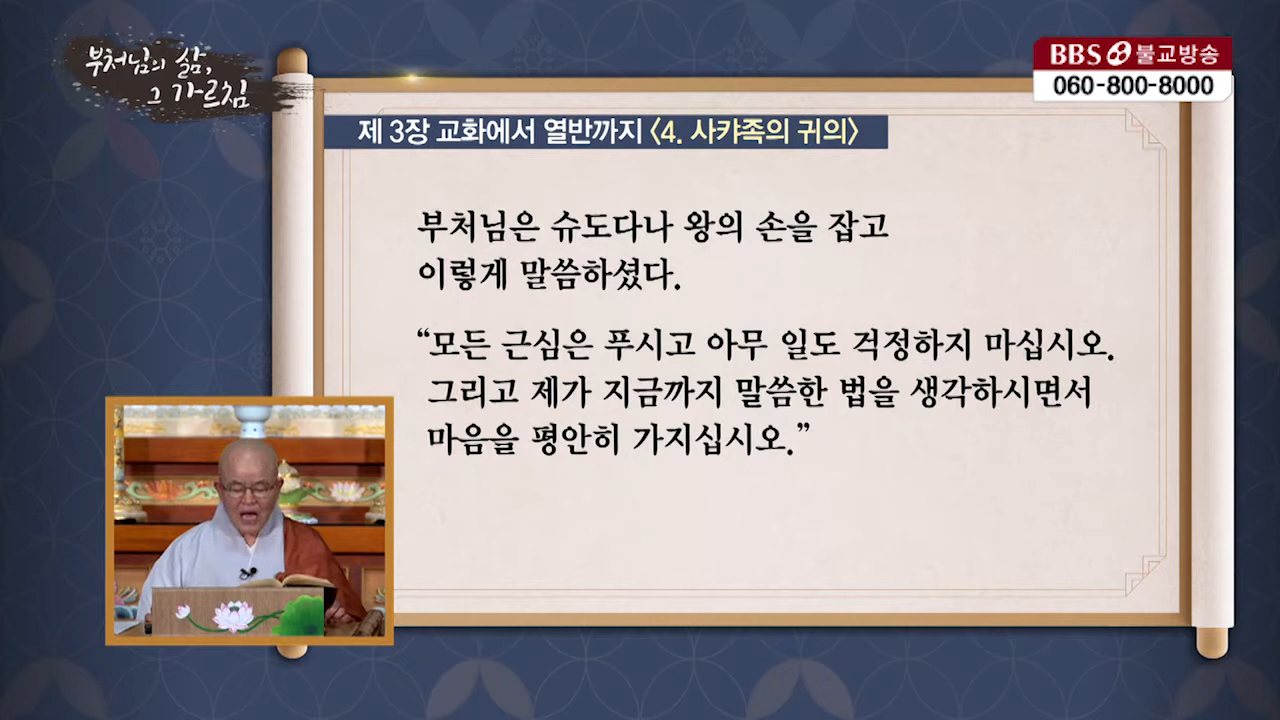 부처님의 삶,
그 가르침
BBS 불교방송
060-800-8000
제 3장 교화에서 열반까지 〈4. 사캬족의 귀의〉
부처님은 슈도다나 왕의 손을 잡고
이렇게 말씀하셨다.
“모든 근심은 푸시고 아무 일도 걱정하지 마십시오.
그리고 제가 지금까지 말씀한 법을 생각하시면서
마음을 평안히 가지십시오.”